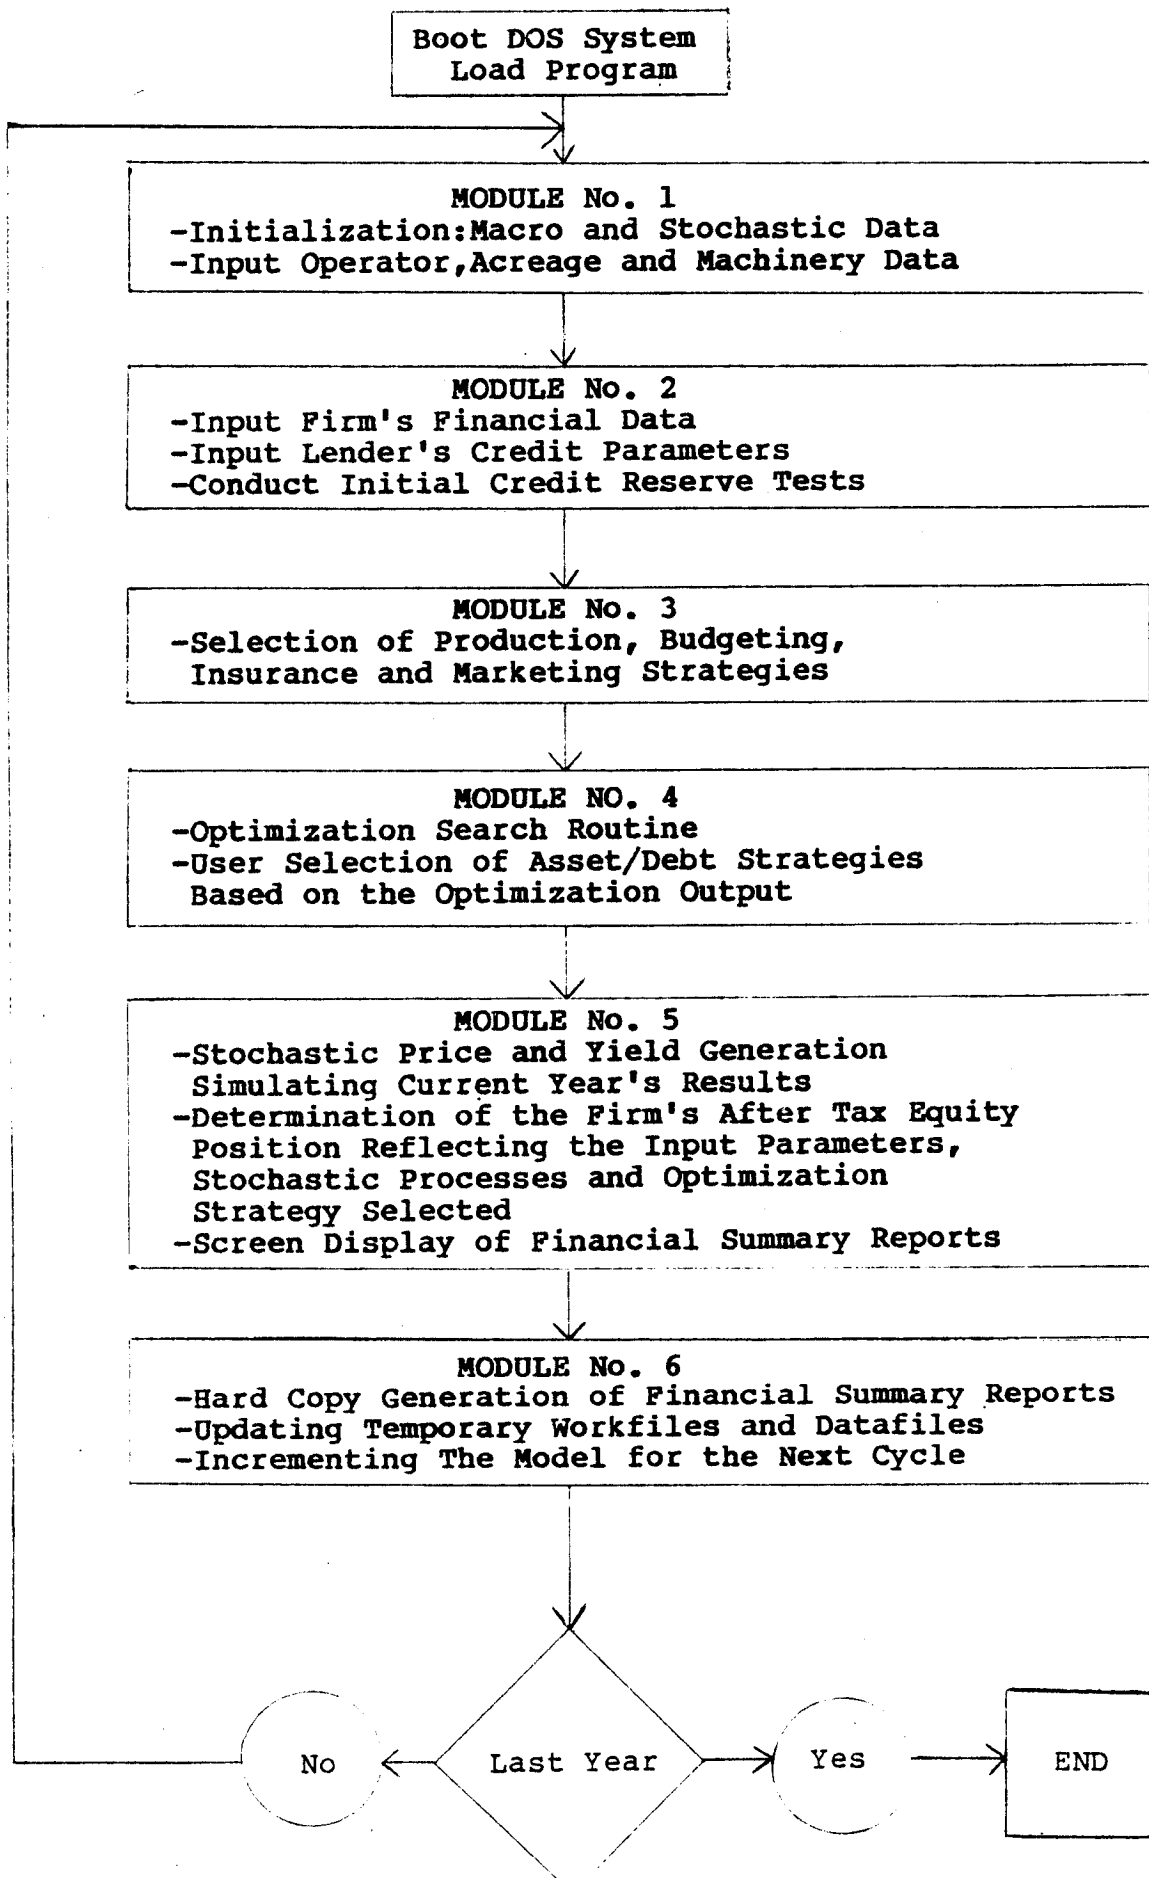 Boot DOS System
Load Program
MODULE No. 1
-Initialization:Macro and Stochastic Data
-Input Operator,Acreage and Machinery Data
MODULE No. 2
-Input Firm's Financial Data
-Input Lender's Credit Parameters
-Conduct Initial Credit Reserve Tests
MODULE No. 3
-Selection of Production, Budgeting,
Insurance and Marketing Strategies
MODULE NO. 4
-Optimization Search Routine
-User Selection of Asset/Debt Strategies
Based on the Optimization Output
MODULE No. 5
-Stochastic Price and Yield Generation
Simulating Current Year's Results
-Determination of the Firm's After Tax Equity
Position Reflecting the Input Parameters,
Stochastic Processes and Optimization
Strategy Selected
-Screen Display of Financial Summary Reports
MODULE No. 6
-Hard Copy Generation of Financial Summary Reports
-Updating Temporary Workfiles and Datafiles
-Incrementing The Model for the Next Cycle
No
Last Year
Yes
END